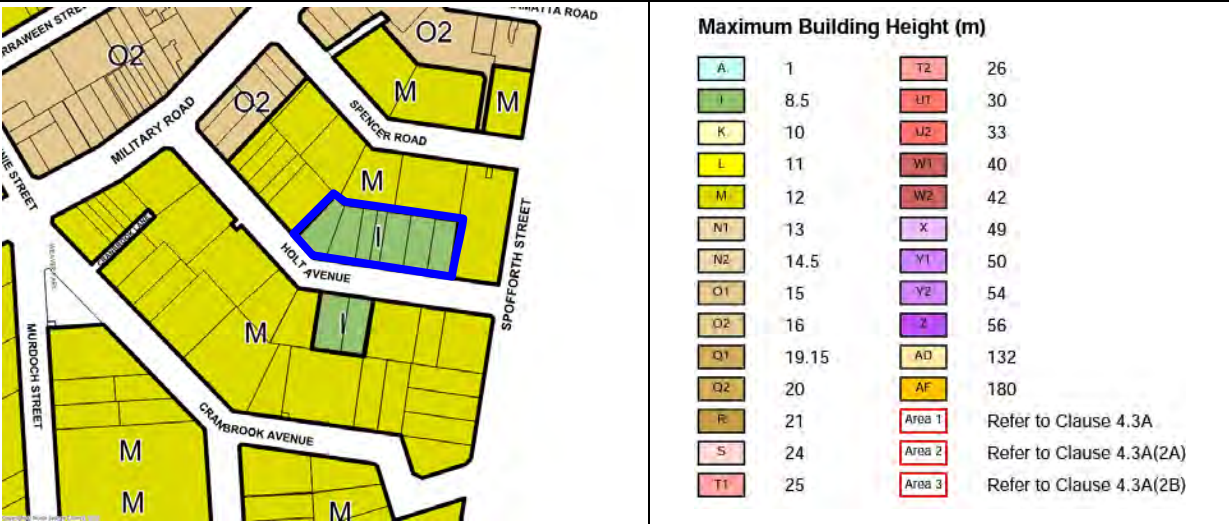 MATTA ROAD
RRAWEEN STRE
O2
O2
M
M
O2
MILITARY ROAD
SPENCER ROAD
NIE STREET
M
CRANBROOK LANE
I
HOLT AVENUE
SPOFFORTH STREET
M
I
MURDOCH STREET
CRANBROOK AVENUE
M
M
M
Maximum Building Height (m)
A 1 T2 26
I 8.5 U1 30
K 10 U2 33
L 11 W1 40
M 12 W2 42
N1 13 X 49
N2 14.5 Y1 50
O1 15 Y2 54
O2 16 Z 56
Q1 19.15 AD 132
Q2 20 AF 180
R 21 Area 1 Refer to Clause 4.3A
S 24 Area 2 Refer to Clause 4.3A(2A)
T1 25 Area 3 Refer to Clause 4.3A(2B)